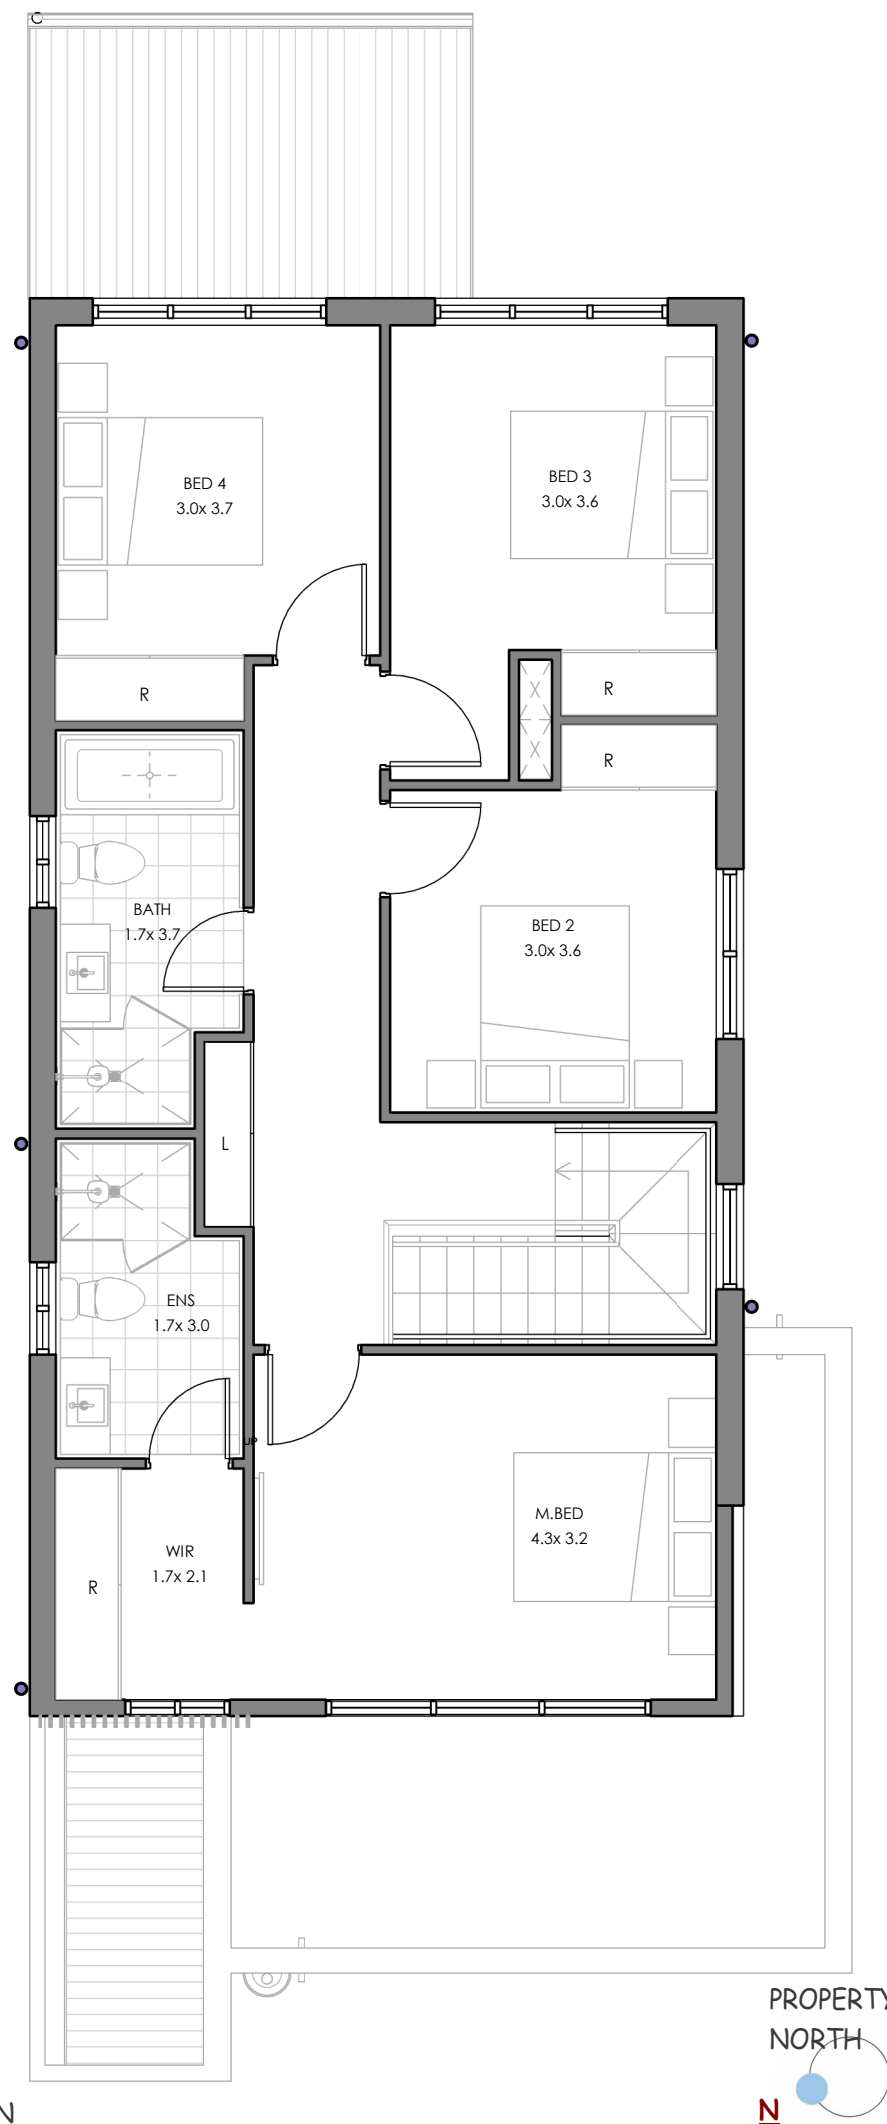 BED 4
3.0x 3.7
BED 3
3.0x 3.6
R
R
R
BATH
1.7x 3.7
BED 2
3.0x 3.6
L
ENS
1.7x 3.0
UP
M.BED
4.3x 3.2
WIR
1.7x 2.1
R
PROPERTY
NORTH
N
N